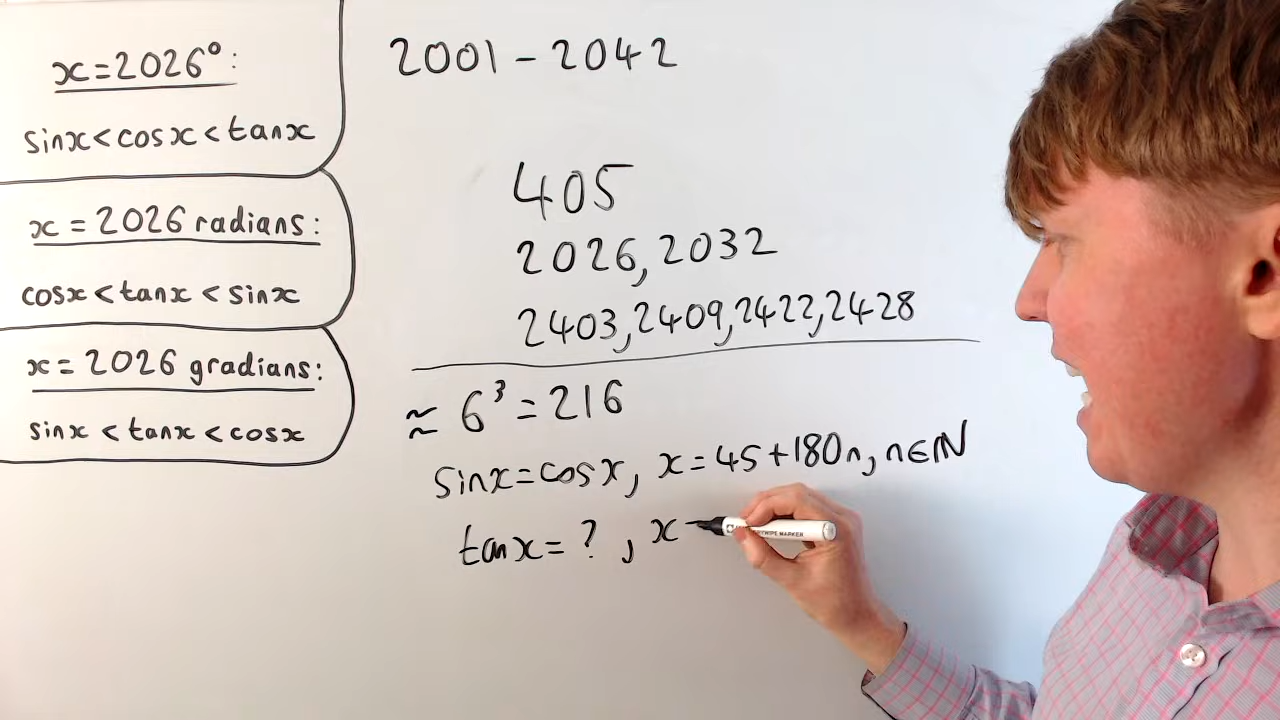 x=2026°:
sinx<cosx<tanx
x=2026 radians:
cosx<tanx<sinx
x=2026 gradians:
sinx<tanx<cosx
2001-2042
405
2026,2032
2403,2409,2422,2428
≈6³=216
sinx=cosx, x=45+180n, n∈ℕ
tanx=?, x-